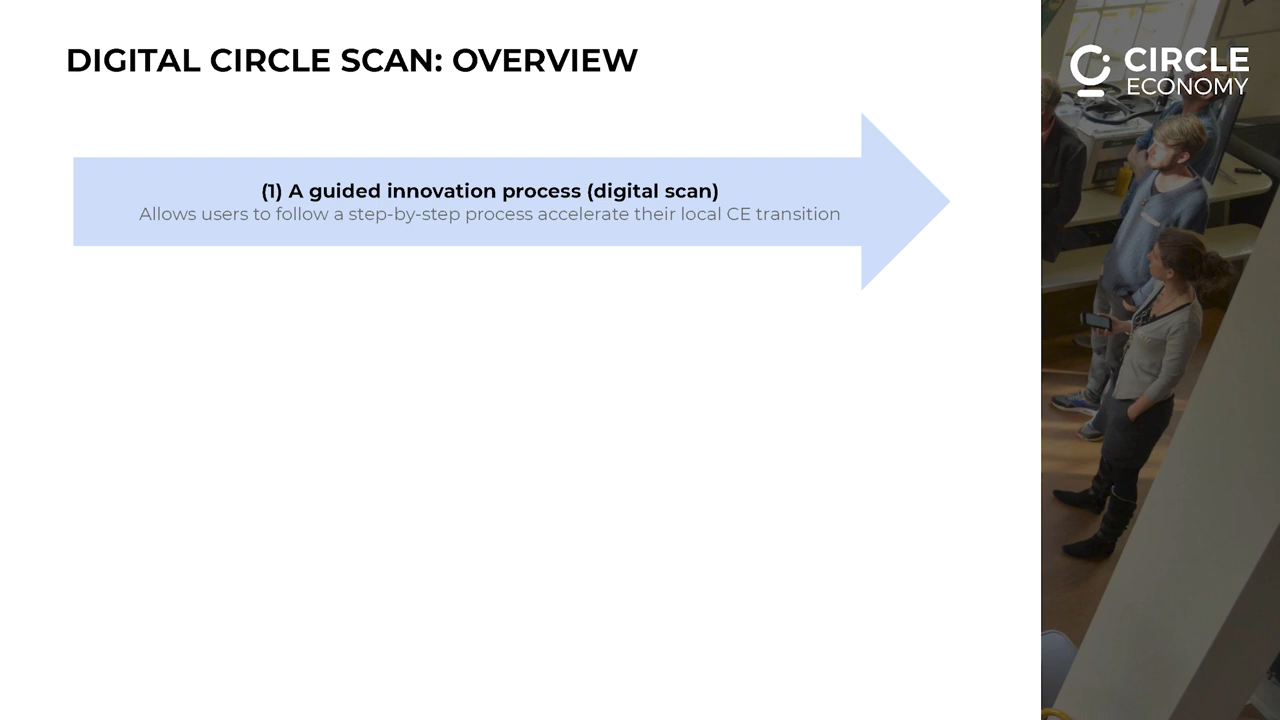 DIGITAL CIRCLE SCAN: OVERVIEW
CIRCLE
ECONOMY
(1) A guided innovation process (digital scan)
Allows users to follow a step-by-step process accelerate their local CE transition